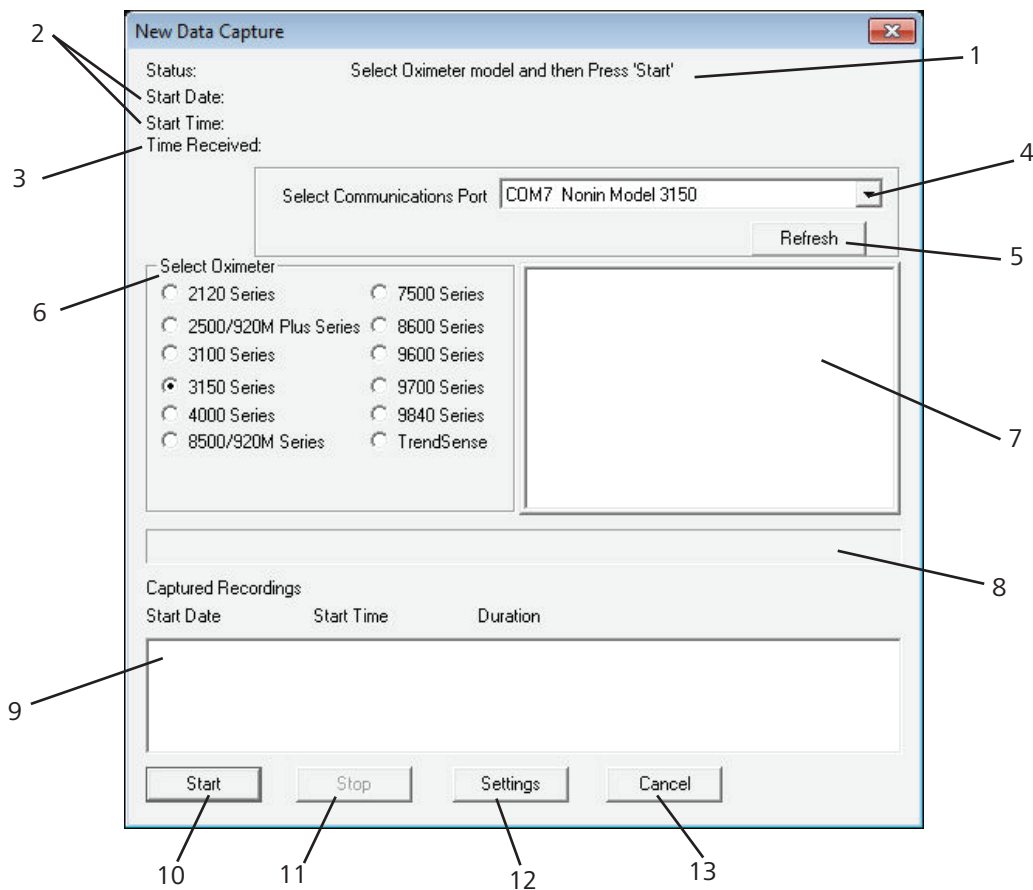 New Data Capture
2
1
Status: Select Oximeter model and then Press 'Start'
Start Date:
Start Time:
Time Received:
3
4
Select Communications Port COM7 Nonin Model 3150
Refresh
5
Select Oximeter
6
2120 Series 7500 Series
2500/920M Plus Series 8600 Series
3100 Series 9600 Series
3150 Series 9700 Series
4000 Series 9840 Series
8500/920M Series TrendSense
7
8
Captured Recordings
Start Date Start Time Duration
9
Start Stop Settings Cancel
10 11 12 13